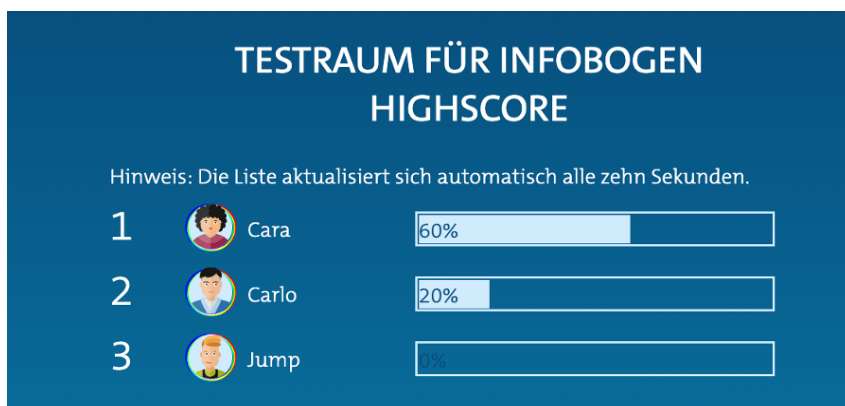 TESTRAUM FÜR INFOBOGEN
HIGHSCORE
Hinweis: Die Liste aktualisiert sich automatisch alle zehn Sekunden.
1 Cara 60%
2 Carlo 20%
3 Jump 0%